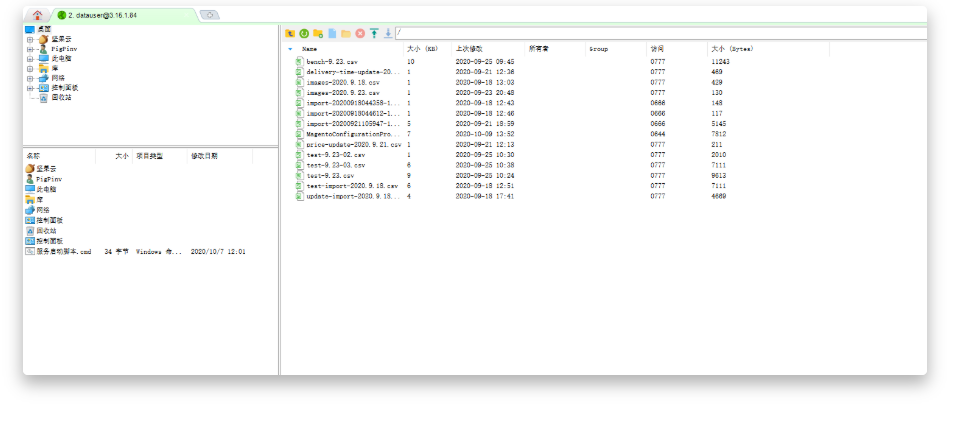 2. datauser@3.16.1.64
桌面
坚果云
PigPinv
此电脑
库
网络
控制面板
回收站
名称 大小 项目类型 修改日期
坚果云
PigPinv
此电脑
库
网络
控制面板
回收站
控制面板
服务启动脚本.cmd 34 字节 Windows 命... 2020/10/7 12:01
/
Name 大小 (KB) 上次修改 所有者 Group 访问 大小 (Bytes)
bench-9.23.csv 10 2020-09-25 09:45 0777 11243
delivery-time-update-20... 1 2020-09-21 12:36 0777 469
images-2020.9.18.csv 1 2020-09-18 13:03 0777 429
images-2020.9.23.csv 1 2020-09-23 20:48 0777 130
import-20200918044358-1... 1 2020-09-18 12:43 0666 148
import-20200918044612-1... 1 2020-09-18 12:46 0666 117
import-20200921105947-1... 5 2020-09-21 18:59 0666 5145
MagentoConfigurationPro... 7 2020-10-09 13:52 0644 7812
price-update-2020.9.21.csv 1 2020-09-21 12:13 0777 211
test-9.23-02.csv 1 2020-09-25 10:30 0777 2010
test-9.23-03.csv 6 2020-09-25 10:38 0777 7111
test-9.23.csv 9 2020-09-25 10:24 0777 9613
test-import-2020.9.18.csv 6 2020-09-18 12:51 0777 7111
update-import-2020.9.18... 4 2020-09-18 17:41 0777 4669